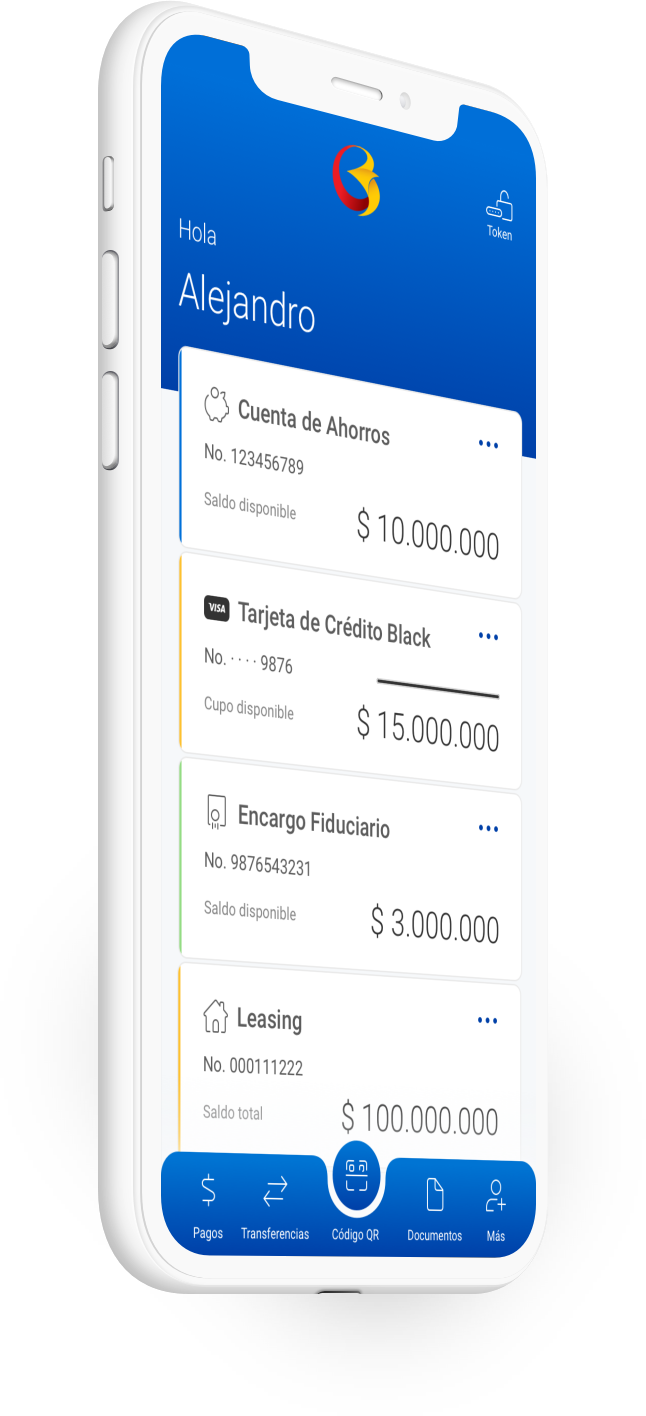 Token
Hola
Alejandro
Cuenta de Ahorros
No. 123456789
Saldo disponible
$ 10.000.000
VISA
Tarjeta de Crédito Black
No. · · · · 9876
Cupo disponible
$ 15.000.000
Encargo Fiduciario
No. 9876543231
Saldo disponible
$ 3.000.000
Leasing
No. 000111222
Saldo total
$ 100.000.000
Pagos
Transferencias
Código QR
Documentos
Más